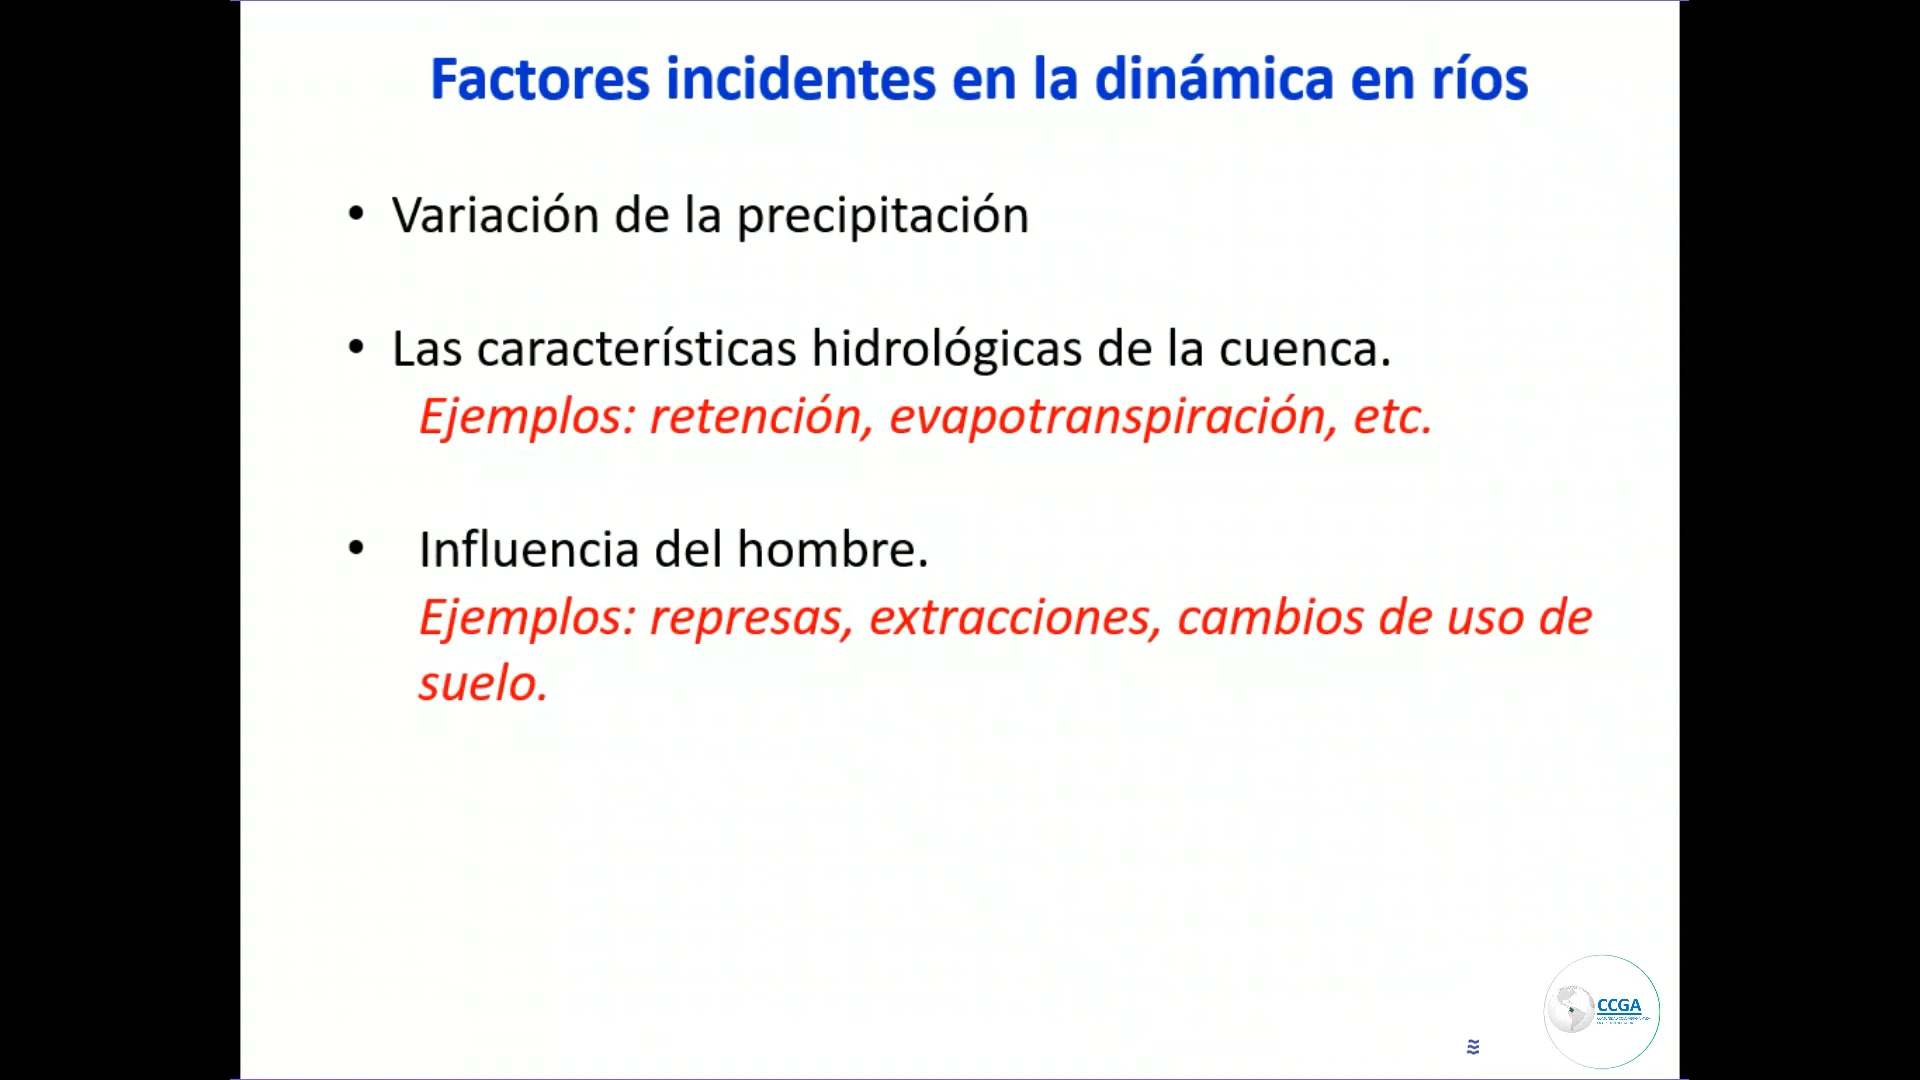 Factores incidentes en la dinámica en ríos
• Variación de la precipitación
• Las características hidrológicas de la cuenca.
Ejemplos: retención, evapotranspiración, etc.
• Influencia del hombre.
Ejemplos: represas, extracciones, cambios de uso de
suelo.
CCGA